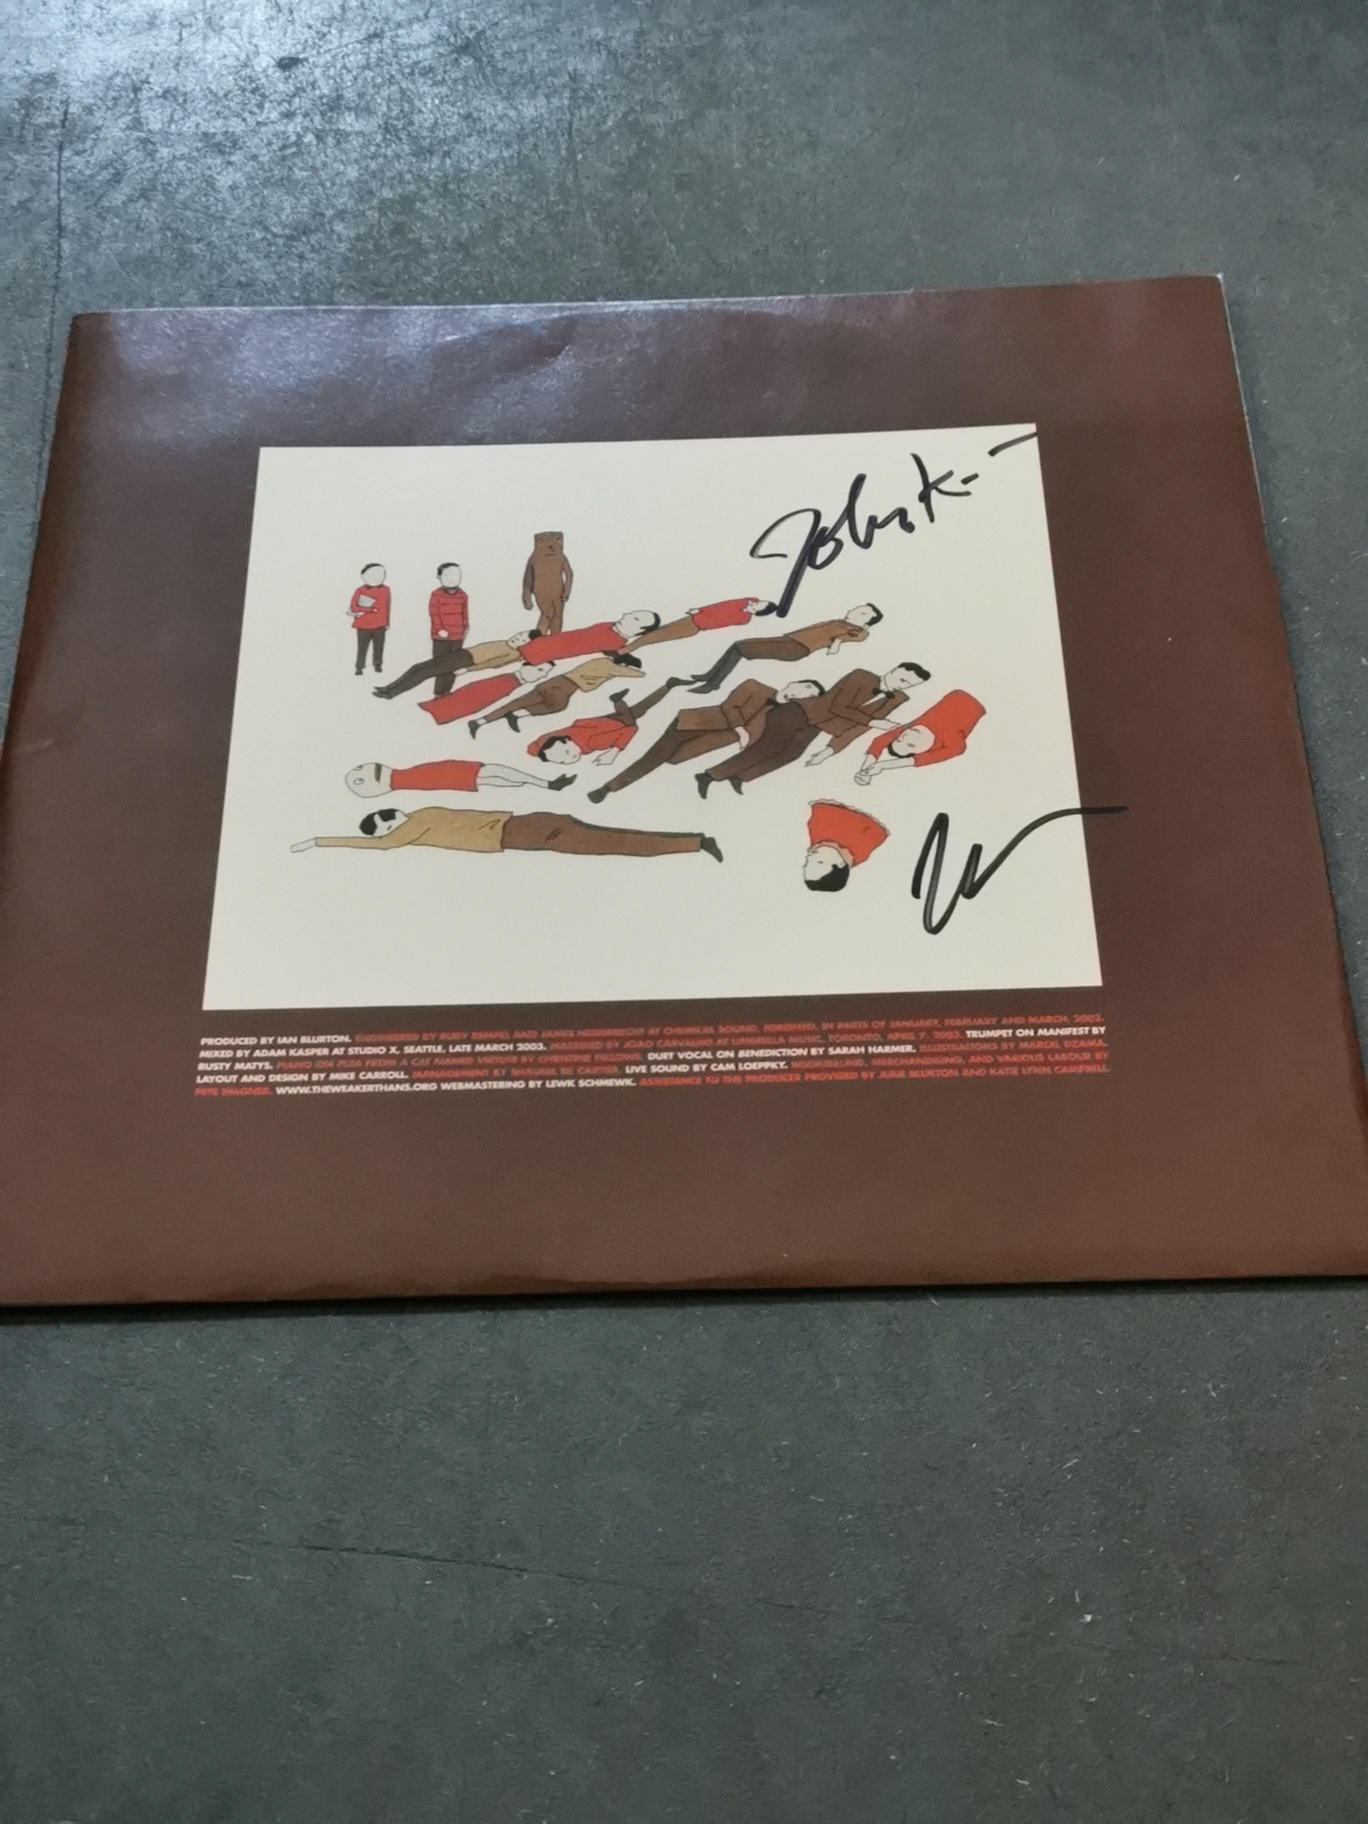 John K.
PRODUCED BY IAN BLURTON. ENGINEERED BY RUDY REMPEL AND JAMES HEIDEBRECHT AT CHEMICAL SOUND, TORONTO, IN PARTS OF JANUARY, FEBRUARY AND MARCH, 2003.
MIXED BY ADAM KASPER AT STUDIO X, SEATTLE, LATE MARCH 2003. MASTERED BY JOAO CARVALHO AT UMBRELLA MUSIC, TORONTO, APRIL 7, 2003. TRUMPET ON MANIFEST BY
RUSTY MATYS. PIANO ON PLEA FROM A CAT NAMED VIRTUTE BY CHRISTINE FELLOWS. DUET VOCAL ON BENEDICTION BY SARAH HARMER. ILLUSTRATIONS BY MARCEL DZAMA.
LAYOUT AND DESIGN BY MIKE CARROLL. MANAGEMENT BY SHAUNA DE CARTIER. LIVE SOUND BY CAM LOEPPKY. BOOKKEEPING, MERCHANDISING, AND VARIOUS LABOUR BY
PETE WAGNER. WWW.THEWEAKERTHANS.ORG WEBMASTERING BY LEWK SCHMEWK. ASSISTANCE TO THE PRODUCER PROVIDED BY JUNE BLURTON AND KATIE LYNN CAMPBELL.